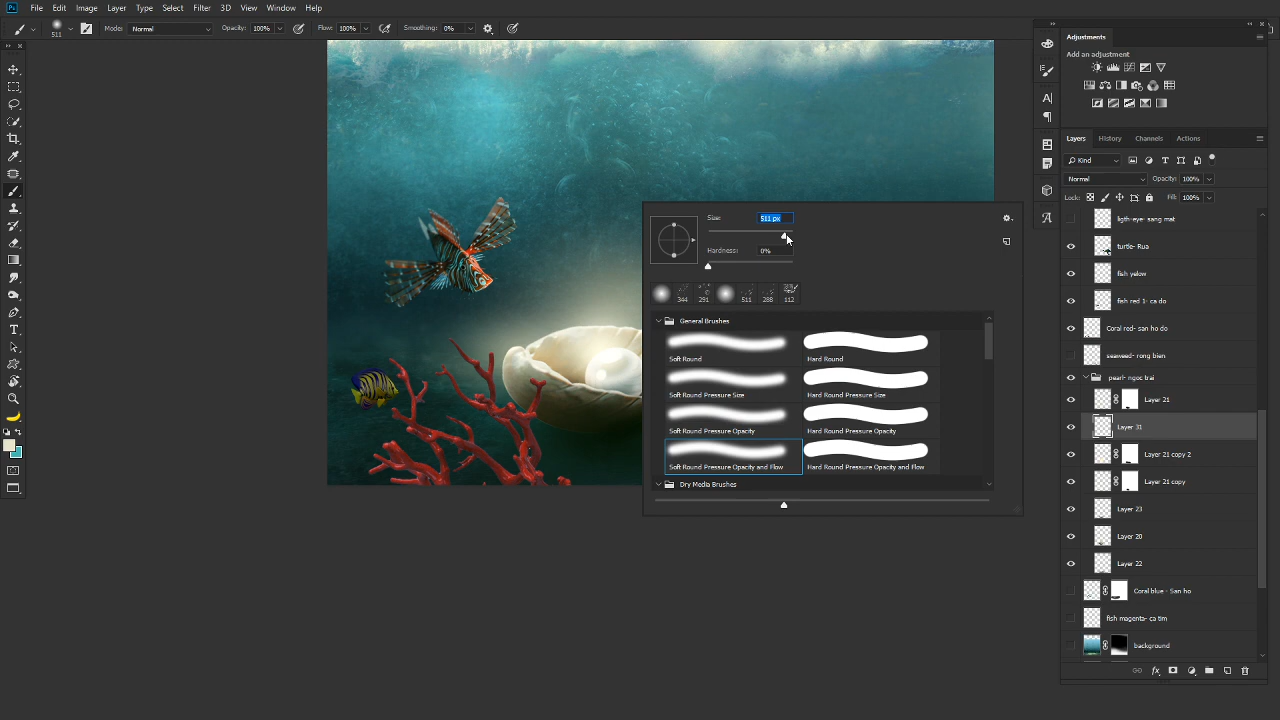 Ps File Edit Image Layer Type Select Filter 3D View Window Help
511 Mode: Normal Opacity: 100% Flow: 100% Smoothing: 0%
Adjustments
Add an adjustment
Layers History Channels Actions
Kind
Normal Opacity: 100%
Lock: Fill: 100%
ligth-eye: sang mat
turtle- Rua
fish yelow
fish red 1- ca do
Coral red- san ho do
seaweed- rong bien
pearl- ngoc trai
Layer 21
Layer 31
Layer 21 copy 2
Layer 21 copy
Layer 23
Layer 20
Layer 22
Coral blue - San ho
fish magenta- ca tim
background
Size: 511 px
Hardness: 0%
344 291 511 288 112
General Brushes
Soft Round Hard Round
Soft Round Pressure Size Hard Round Pressure Size
Soft Round Pressure Opacity Hard Round Pressure Opacity
Soft Round Pressure Opacity and Flow Hard Round Pressure Opacity and Flow
Dry Media Brushes